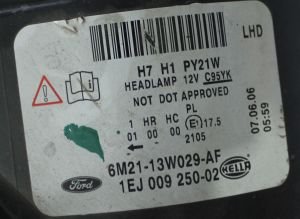 LHD
H7 H1 PY21W
HEADLAMP 12V C95YK
NOT DOT APPROVED
PL
1 HR HC E1 17.5
01 00 00 2105
07.06.06
05:59
6M21-13W029-AF
Ford
1EJ 009 250-02
HELLA